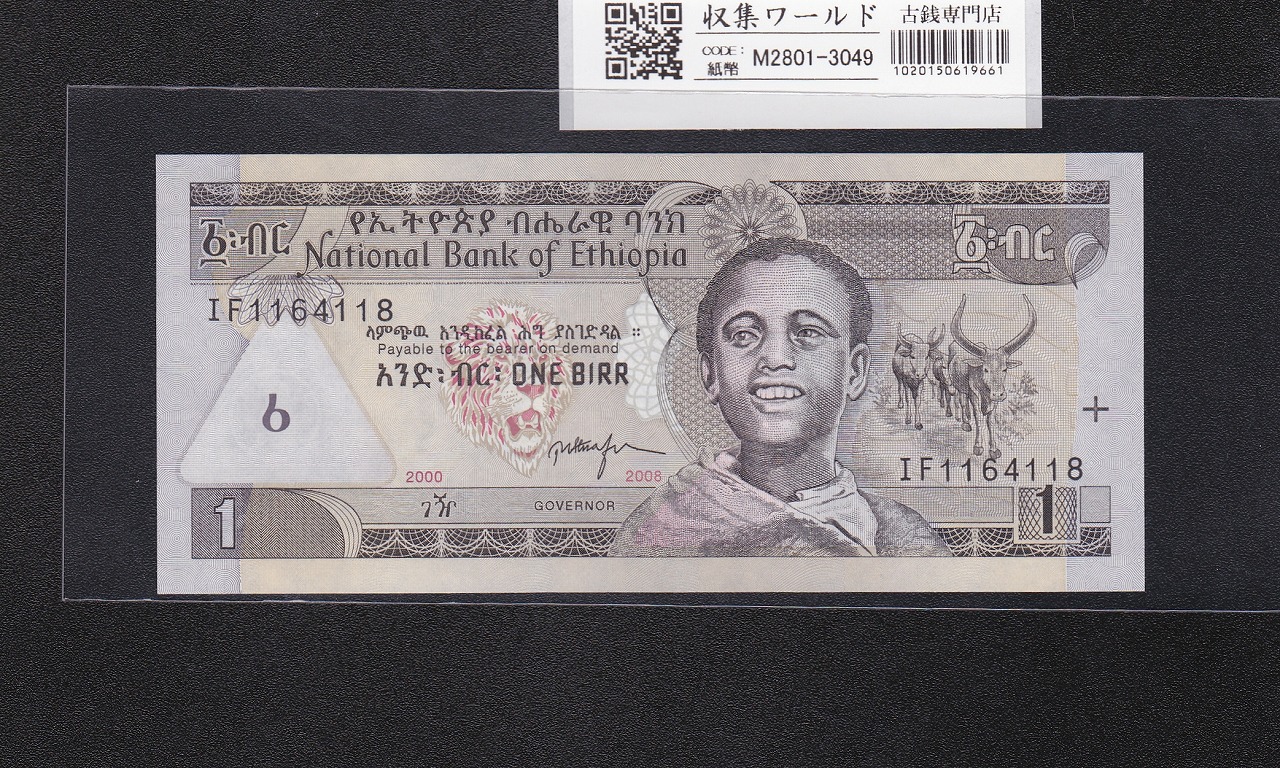 収集ワールド
古銭専門店
CODE:
紙幣
M2801-3049
1020150619661
፩፡ብር
የኢትዮጵያ ብሔራዊ ባንክ
፩፡ብር
National Bank of Ethiopia
IF1164118
ላምጭዉ እንዲከፈል ሕግ ያስገድዳል ።
Payable to the bearer on demand
አንድ፡ ብር፡ ONE BIRR
IF1164118
2000
2008
1
ገዥ
GOVERNOR
1